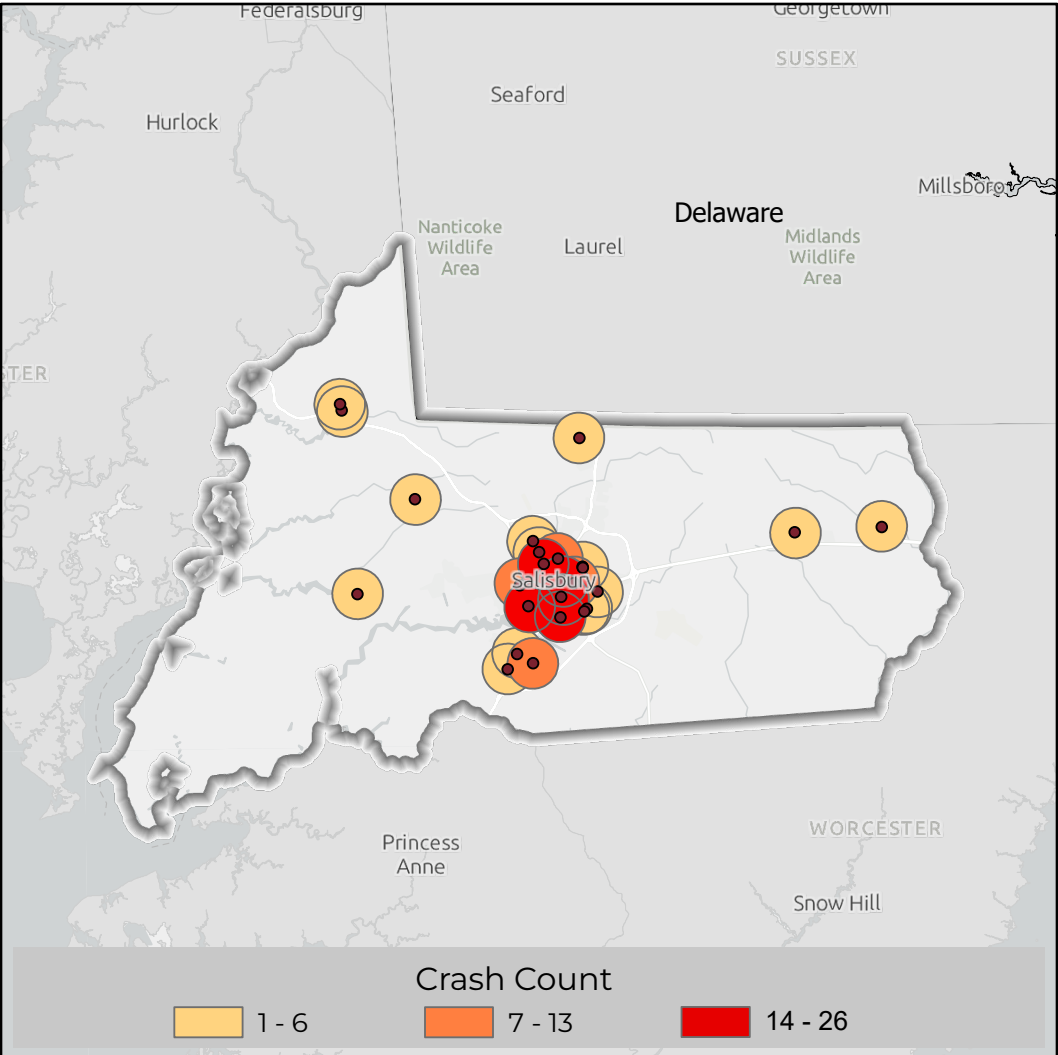 Federalsburg
Georgetown
SUSSEX
Seaford
Hurlock
Millsboro
Delaware
Nanticoke
Wildlife
Area
Laurel
Midlands
Wildlife
Area
STER
Salisbury
Princess
Anne
WORCESTER
Snow Hill
Crash Count
1 - 6
7 - 13
14 - 26